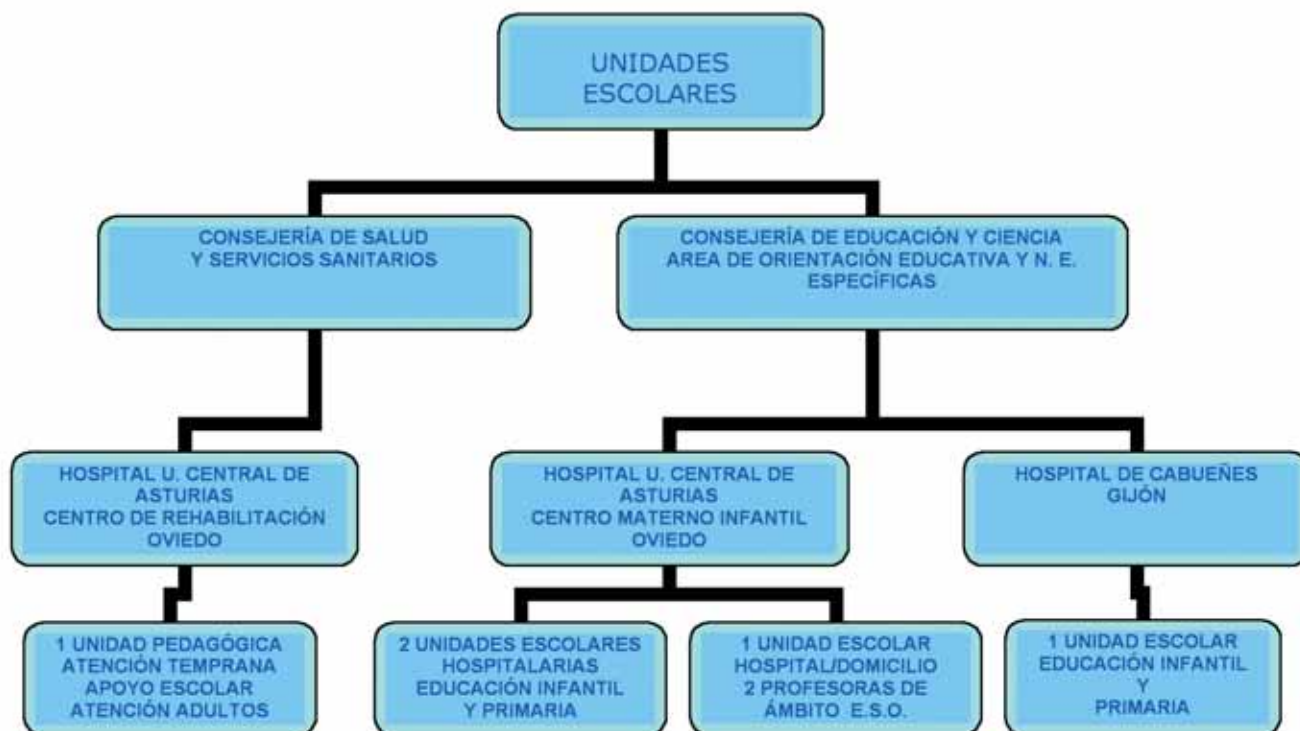 UNIDADES
ESCOLARES
CONSEJERÍA DE SALUD
Y SERVICIOS SANITARIOS
CONSEJERÍA DE EDUCACIÓN Y CIENCIA
AREA DE ORIENTACIÓN EDUCATIVA Y N. E.
ESPECÍFICAS
HOSPITAL U. CENTRAL DE
ASTURIAS
CENTRO DE REHABILITACIÓN
OVIEDO
HOSPITAL U. CENTRAL DE
ASTURIAS
CENTRO MATERNO INFANTIL
OVIEDO
HOSPITAL DE CABUEÑES
GIJÓN
1 UNIDAD PEDAGÓGICA
ATENCIÓN TEMPRANA
APOYO ESCOLAR
ATENCIÓN ADULTOS
2 UNIDADES ESCOLARES
HOSPITALARIAS
EDUCACIÓN INFANTIL
Y PRIMARIA
1 UNIDAD ESCOLAR
HOSPITAL/DOMICILIO
2 PROFESORAS DE
ÁMBITO E.S.O.
1 UNIDAD ESCOLAR
EDUCACIÓN INFANTIL
Y
PRIMARIA